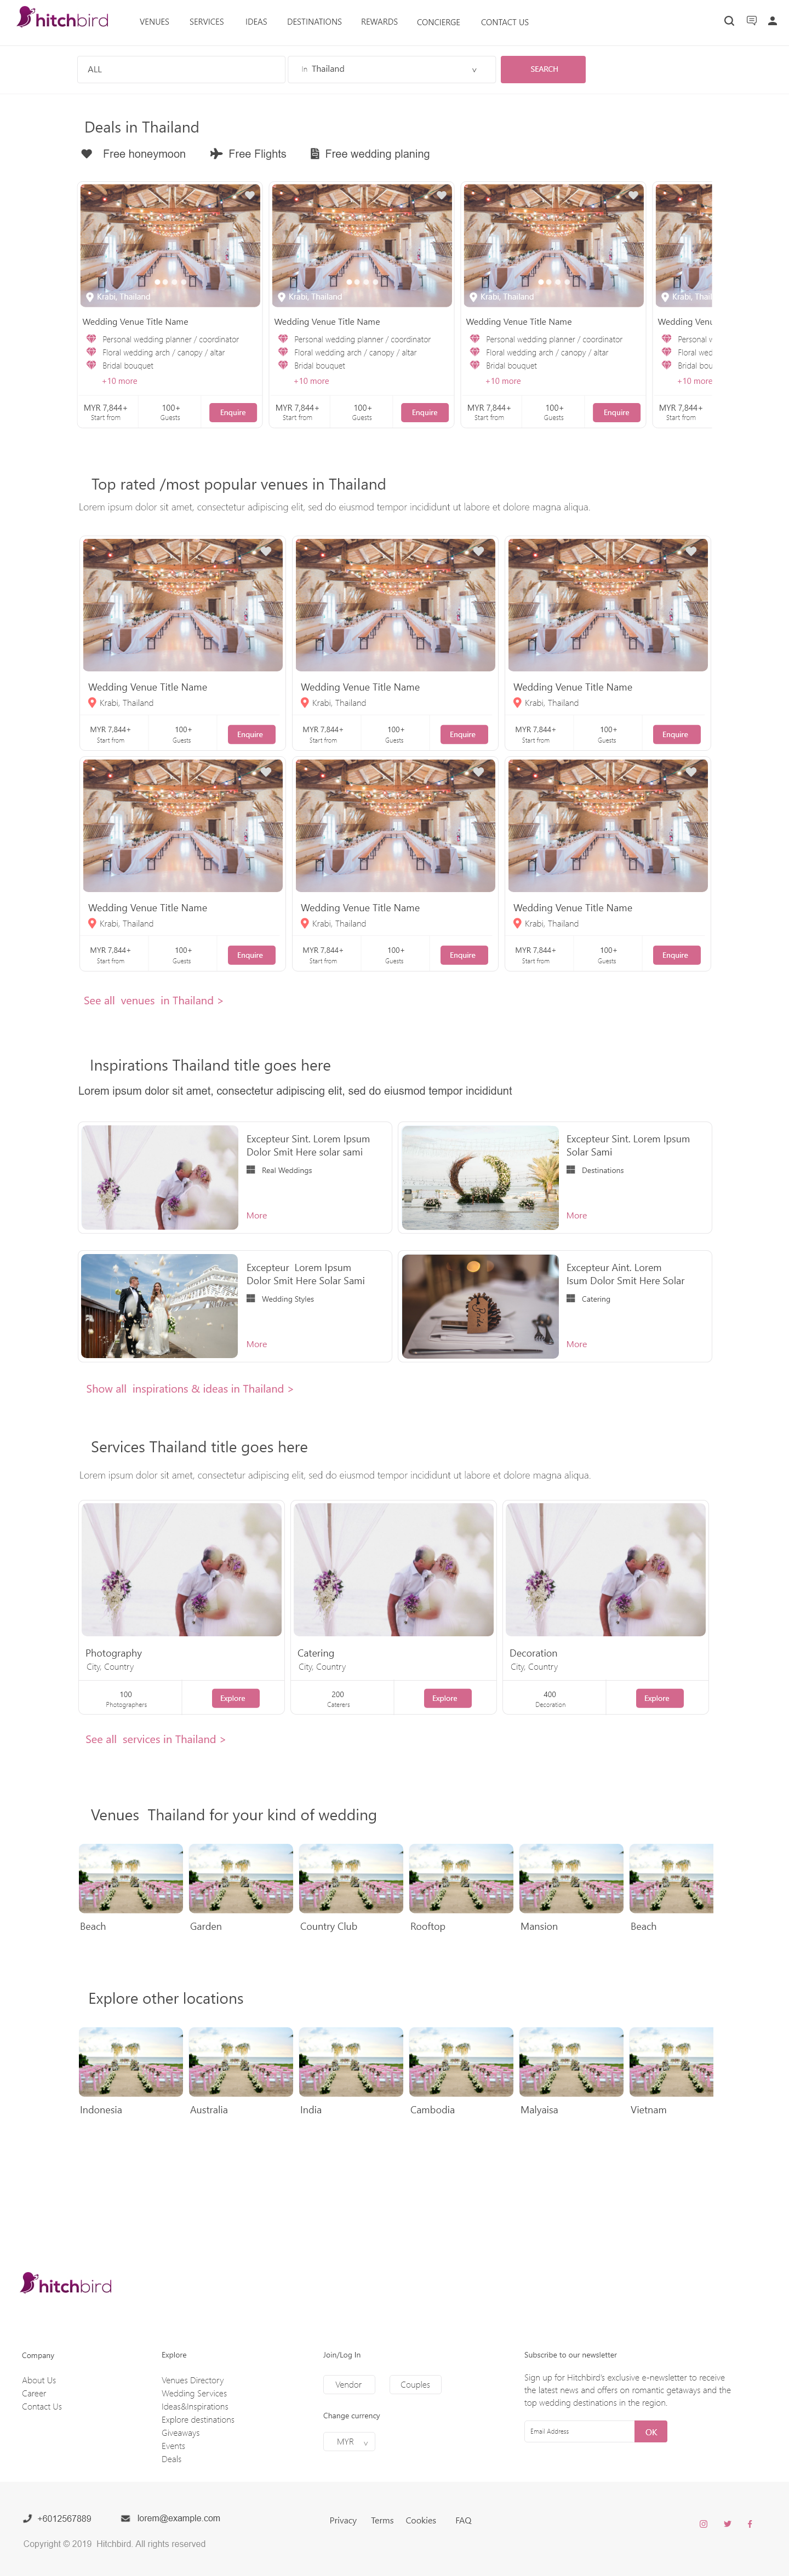 hitchbird VENUES SERVICES IDEAS DESTINATIONS REWARDS CONCIERGE CONTACT US
ALL In Thailand v SEARCH
Deals in Thailand
Free honeymoon Free Flights Free wedding planing
Krabi, Thailand Krabi, Thailand Krabi, Thailand Krabi, Thail
Wedding Venue Title Name Wedding Venue Title Name Wedding Venue Title Name Wedding Venu
Personal wedding planner / coordinator Personal wedding planner / coordinator Personal wedding planner / coordinator Personal w
Floral wedding arch / canopy / altar Floral wedding arch / canopy / altar Floral wedding arch / canopy / altar Floral wed
Bridal bouquet Bridal bouquet Bridal bouquet Bridal bou
+10 more +10 more +10 more +10 more
MYR 7,844+ 100+ Enquire MYR 7,844+ 100+ Enquire MYR 7,844+ 100+ Enquire MYR 7,844+
Start from Guests Start from Guests Start from Guests Start from
Top rated /most popular venues in Thailand
Lorem ipsum dolor sit amet, consectetur adipiscing elit, sed do eiusmod tempor incididunt ut labore et dolore magna aliqua.
Wedding Venue Title Name Wedding Venue Title Name Wedding Venue Title Name
Krabi, Thailand Krabi, Thailand Krabi, Thailand
MYR 7,844+ 100+ Enquire MYR 7,844+ 100+ Enquire MYR 7,844+ 100+ Enquire
Start from Guests Start from Guests Start from Guests
Wedding Venue Title Name Wedding Venue Title Name Wedding Venue Title Name
Krabi, Thailand Krabi, Thailand Krabi, Thailand
MYR 7,844+ 100+ Enquire MYR 7,844+ 100+ Enquire MYR 7,844+ 100+ Enquire
Start from Guests Start from Guests Start from Guests
See all venues in Thailand >
Inspirations Thailand title goes here
Lorem ipsum dolor sit amet, consectetur adipiscing elit, sed do eiusmod tempor incididunt
Excepteur Sint. Lorem Ipsum
Dolor Smit Here solar sami
Real Weddings
More
Excepteur Sint. Lorem Ipsum
Solar Sami
Destinations
More
Excepteur Lorem Ipsum
Dolor Smit Here Solar Sami
Wedding Styles
More
Bride
Excepteur Aint. Lorem
Isum Dolor Smit Here Solar
Catering
More
Show all inspirations & ideas in Thailand >
Services Thailand title goes here
Lorem ipsum dolor sit amet, consectetur adipiscing elit, sed do eiusmod tempor incididunt ut labore et dolore magna aliqua.
Photography Catering Decoration
City, Country City, Country City, Country
100 Explore 200 Explore 400 Explore
Photographers Caterers Decoration
See all services in Thailand >
Venues Thailand for your kind of wedding
Beach Garden Country Club Rooftop Mansion Beach
Explore other locations
Indonesia Australia India Cambodia Malyaisa Vietnam
hitchbird
Company
About Us
Career
Contact Us
Explore
Venues Directory
Wedding Services
Ideas&Inspirations
Explore destinations
Giveaways
Events
Deals
Join/Log In
Vendor Couples
Change currency
MYR v
Subscribe to our newsletter
Sign up for Hitchbird's exclusive e-newsletter to receive
the latest news and offers on romantic getaways and the
top wedding destinations in the region.
Email Address OK
+6012567889 lorem@example.com Privacy Terms Cookies FAQ
Copyright © 2019 Hitchbird. All rights reserved